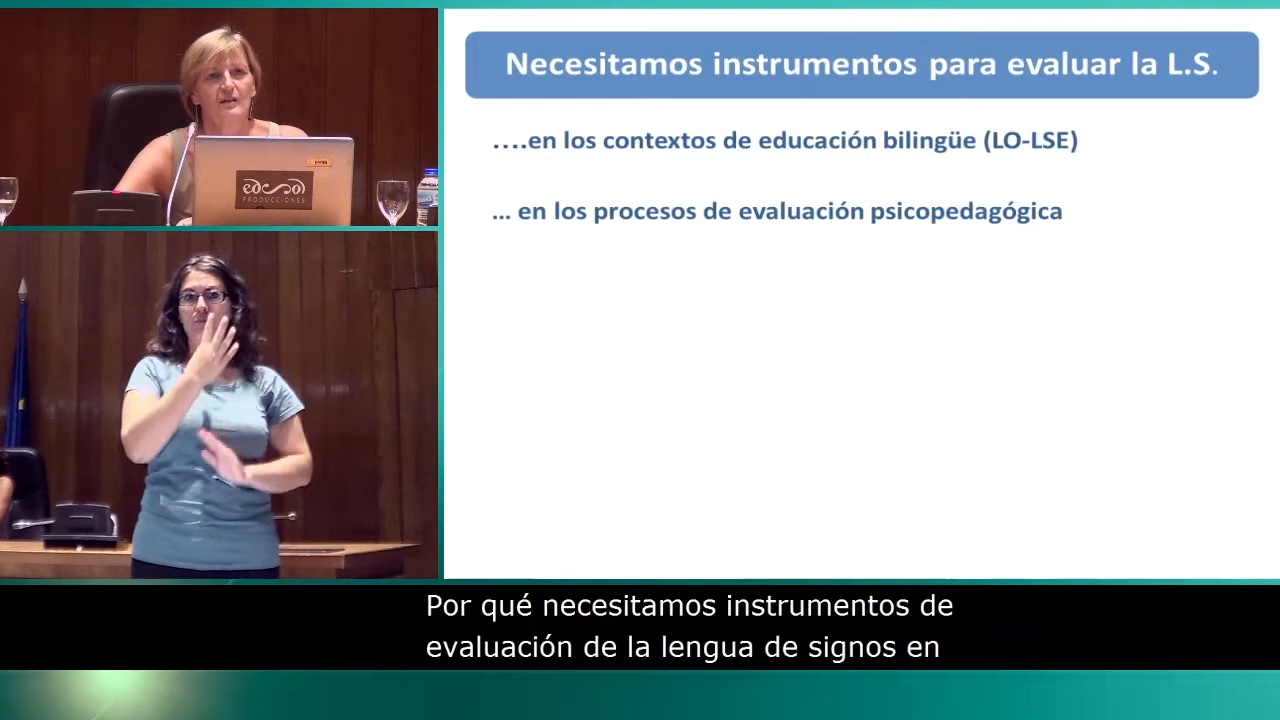 Necesitamos instrumentos para evaluar la L.S.
....en los contextos de educación bilingüe (LO-LSE)
... en los procesos de evaluación psicopedagógica
edsol
PRODUCCIONES
Por qué necesitamos instrumentos de
evaluación de la lengua de signos en